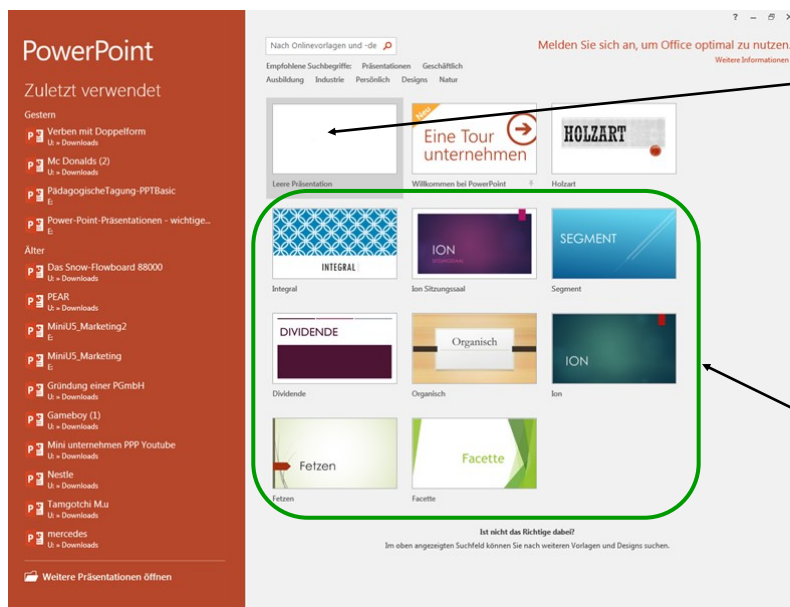 ? – ×
PowerPoint
Zuletzt verwendet
Gestern
Verben mit Doppelform
U: » Downloads
Mc Donalds (2)
U: » Downloads
PädagogischeTagung-PPTBasic
E:
Power-Point-Präsentationen - wichtige...
E:
Älter
Das Snow-Flowboard 88000
U: » Downloads
PEAR
U: » Downloads
MiniU5_Marketing2
E:
MiniU5_Marketing
E:
Gründung einer PGmbH
U: » Downloads
Gameboy (1)
U: » Downloads
Mini unternehmen PPP Youtube
U: » Downloads
Nestle
U: » Downloads
Tamgotchi M.u
U: » Downloads
mercedes
U: » Downloads
Weitere Präsentationen öffnen
Nach Onlinevorlagen und -de
Melden Sie sich an, um Office optimal zu nutzen.
Weitere Informationen
Empfohlene Suchbegriffe: Präsentationen Geschäftlich
Ausbildung Industrie Persönlich Designs Natur
Leere Präsentation
Neu
Eine Tour
unternehmen
Willkommen bei PowerPoint
HOLZART
Holzart
INTEGRAL
Integral
ION
Ion Sitzungssaal
SEGMENT
Segment
DIVIDENDE
Dividende
Organisch
Organisch
ION
Ion
Fetzen
Fetzen
Facette
Facette
Ist nicht das Richtige dabei?
Im oben angezeigten Suchfeld können Sie nach weiteren Vorlagen und Designs suchen.